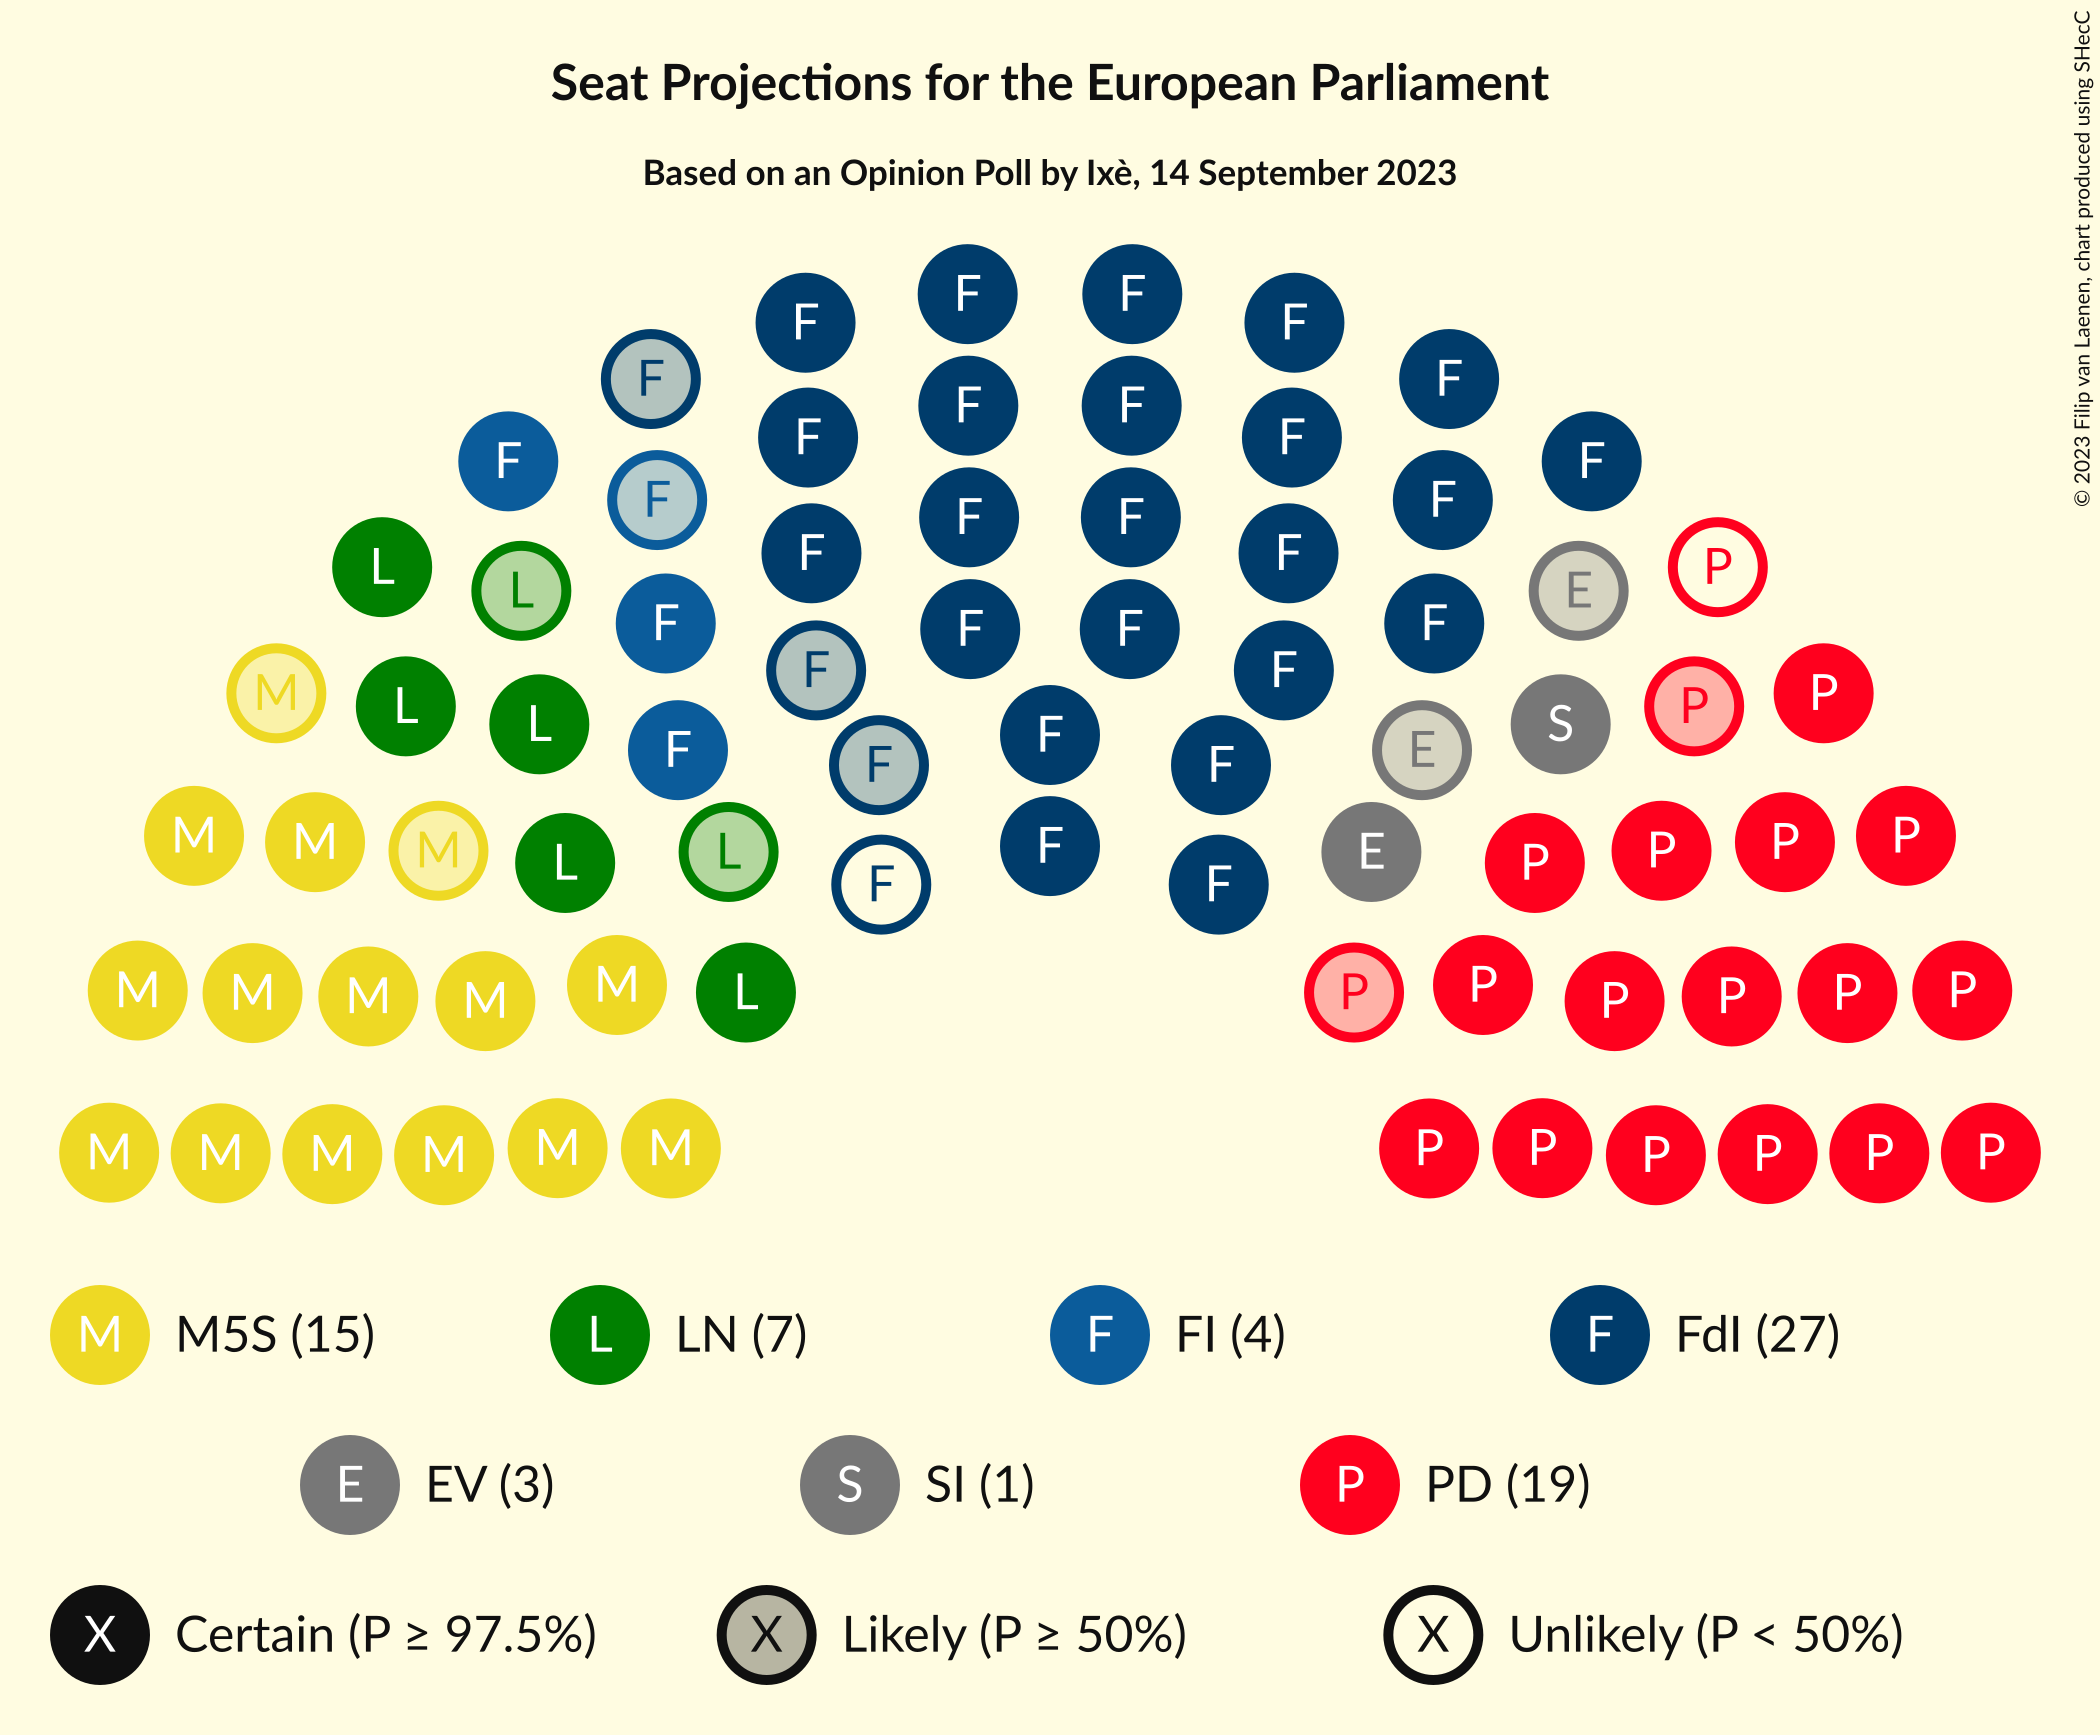 Seat Projections for the European Parliament
Based on an Opinion Poll by Ixè, 14 September 2023
© 2023 Filip van Laenen, chart produced using SHecC
F F
F F
F F
F F F F
F F
F F
F F F F
L L F F F F E P
F F
M L L F F F S P P
F F F E F
M M M L L F F F E P P P P
M M M M M L P P P P P P
M M M M M M P P P P P P
M M5S (15) L LN (7) F FI (4) F FdI (27)
E EV (3) S SI (1) P PD (19)
X Certain (P ≥ 97.5%) X Likely (P ≥ 50%) X Unlikely (P < 50%)